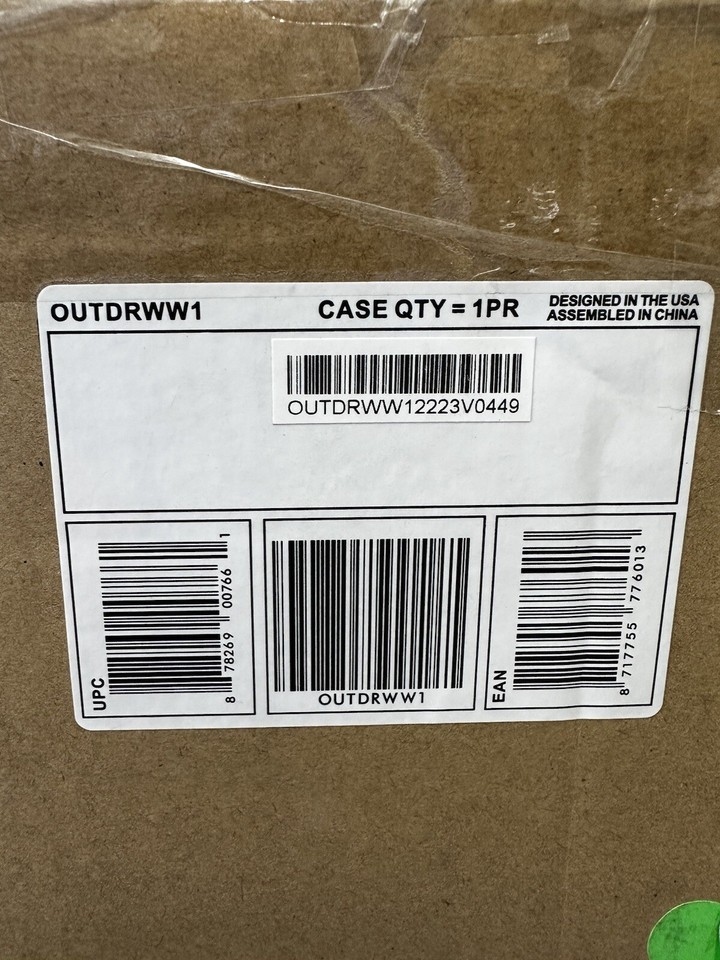 OUTDRWW1
CASE QTY = 1PR
DESIGNED IN THE USA
ASSEMBLED IN CHINA
OUTDRWW12223V0449
UPC
8 78269 00766 1
OUTDRWW1
EAN
8 717755 776013